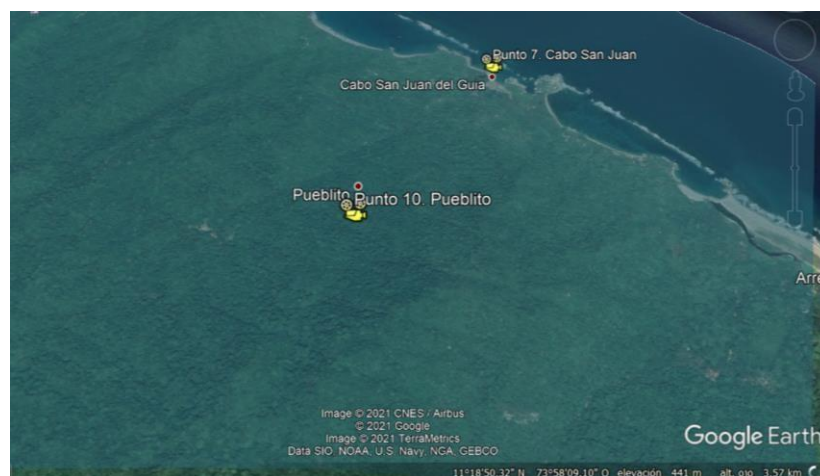 Punto 7. Cabo San Juan
Cabo San Juan del Guia
Pueblito
Punto 10. Pueblito
Arre
Image © 2021 CNES / Airbus
© 2021 Google
Image © 2021 TerraMetrics
Data SIO, NOAA, U.S. Navy, NGA, GEBCO
Google Earth
11°18'50.32" N 73°58'09.10" O elevación 441 m alt. ojo 3.57 km